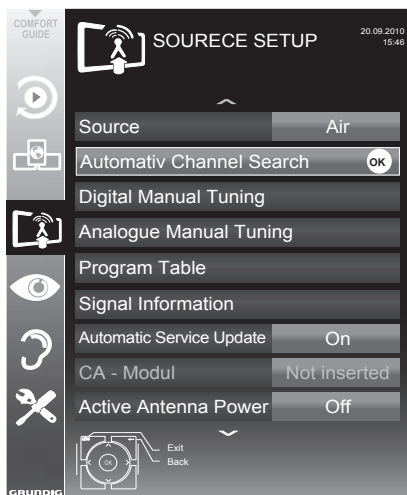 COMFORT
GUIDE
SOURECE SETUP
20.09.2010
15:46
Source Air
Automativ Channel Search OK
Digital Manual Tuning
Analogue Manual Tuning
Program Table
Signal Information
Automatic Service Update On
CA - Modul Not inserted
Active Antenna Power Off
Exit
Back
OK
GRUNDIG